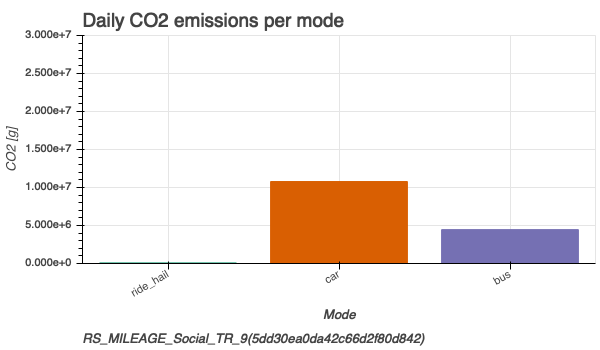 Daily CO2 emissions per mode
3.000e+7
2.500e+7
2.000e+7
1.500e+7
1.000e+7
5.000e+6
0.000e+0
CO2 [g]
ride_hail
car
bus
Mode
RS_MILEAGE_Social_TR_9(5dd30ea0da42c66d2f80d842)